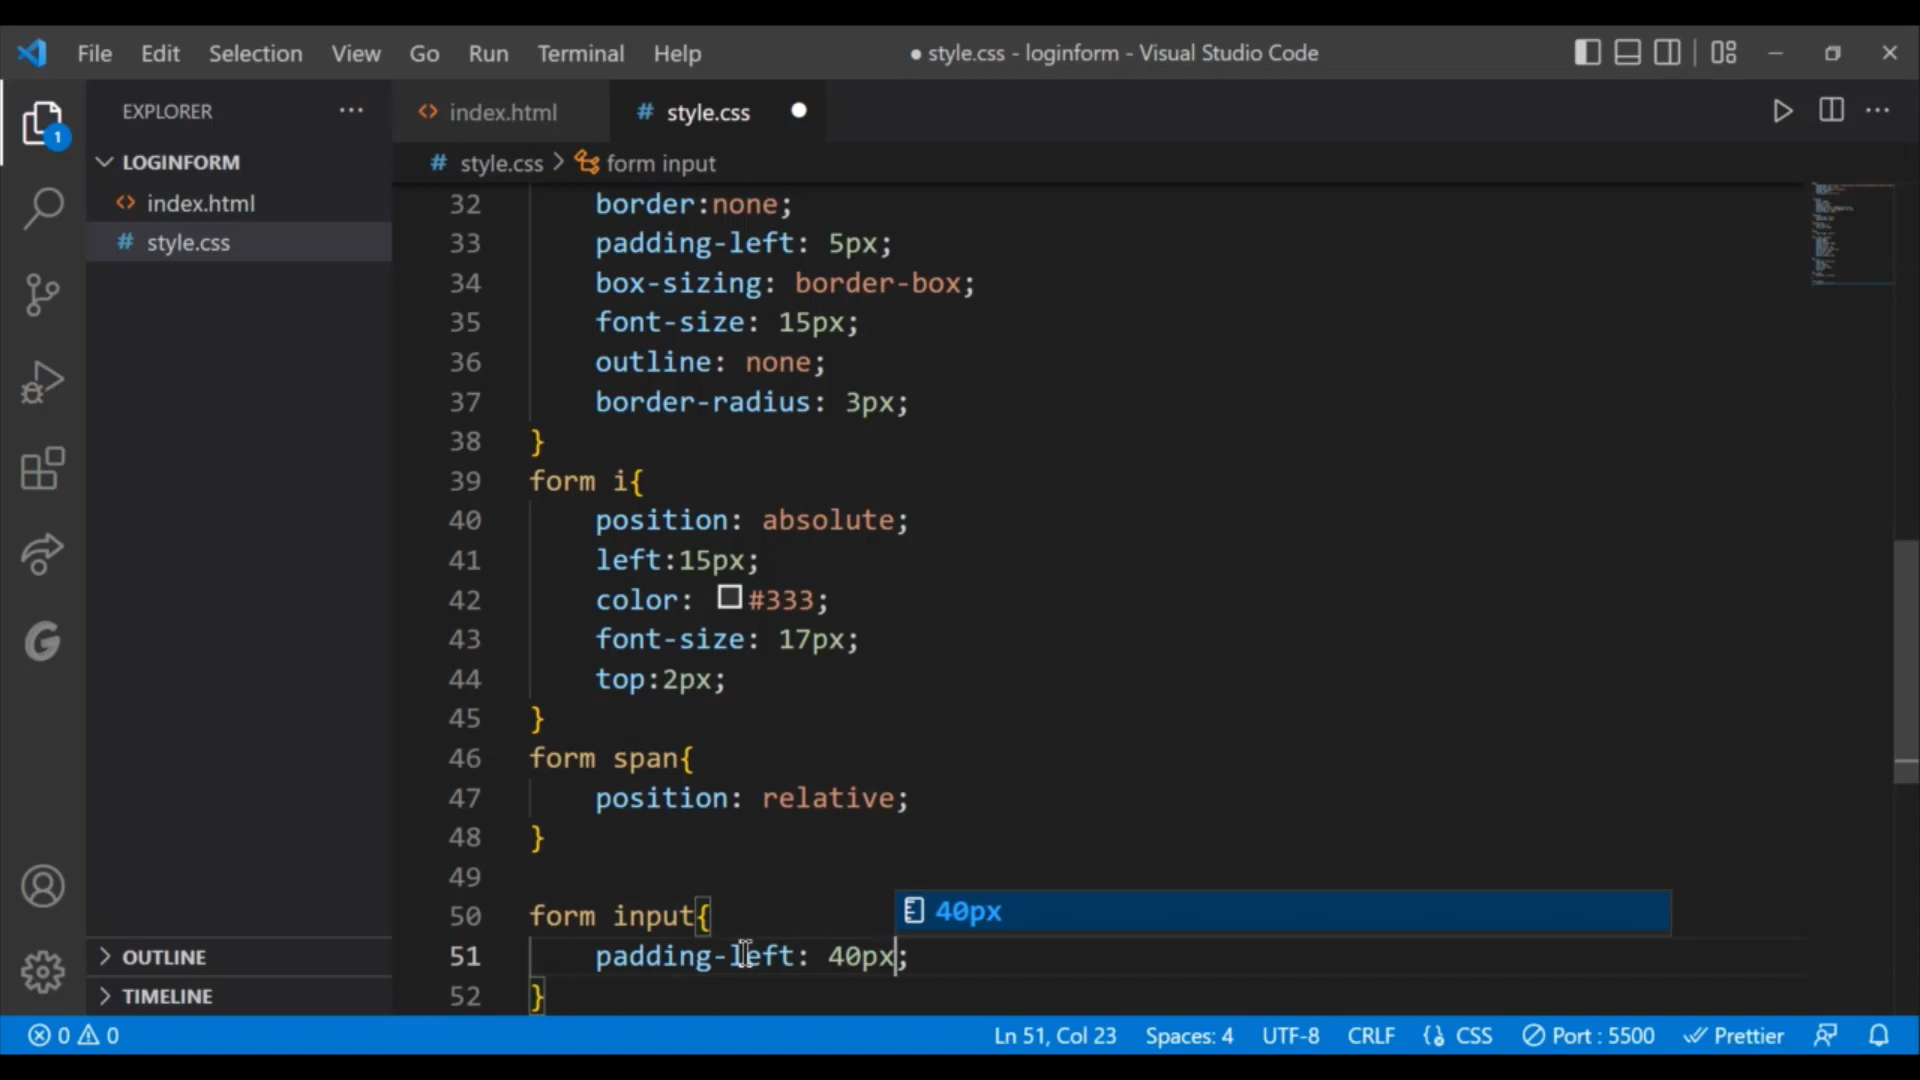 File Edit Selection View Go Run Terminal Help ● style.css - loginform - Visual Studio Code
EXPLORER ··· index.html # style.css
# style.css > form input
LOGINFORM
index.html
# style.css
32 border:none;
33 padding-left: 5px;
34 box-sizing: border-box;
35 font-size: 15px;
36 outline: none;
37 border-radius: 3px;
38 }
39 form i{
40 position: absolute;
41 left:15px;
42 color: #333;
43 font-size: 17px;
44 top:2px;
45 }
46 form span{
47 position: relative;
48 }
49
50 form input{
40px
51 padding-left: 40px;
52 }
OUTLINE
TIMELINE
1
0 0 Ln 51, Col 23 Spaces: 4 UTF-8 CRLF CSS Port : 5500 Prettier